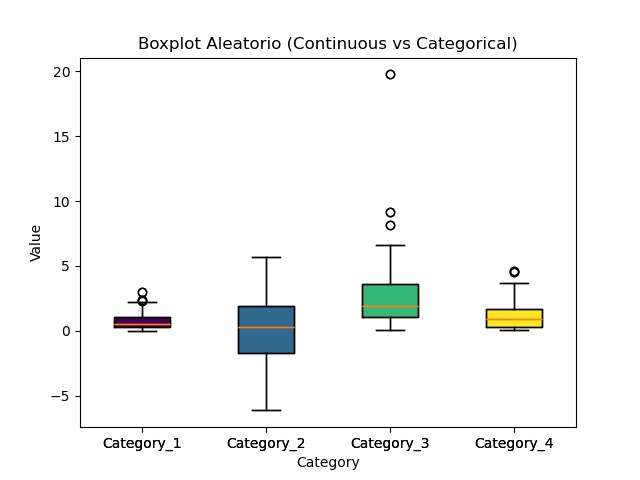 Boxplot Aleatorio (Continuous vs Categorical)
20
15
10
5
0
−5
Value
Category_1 Category_2 Category_3 Category_4
Category